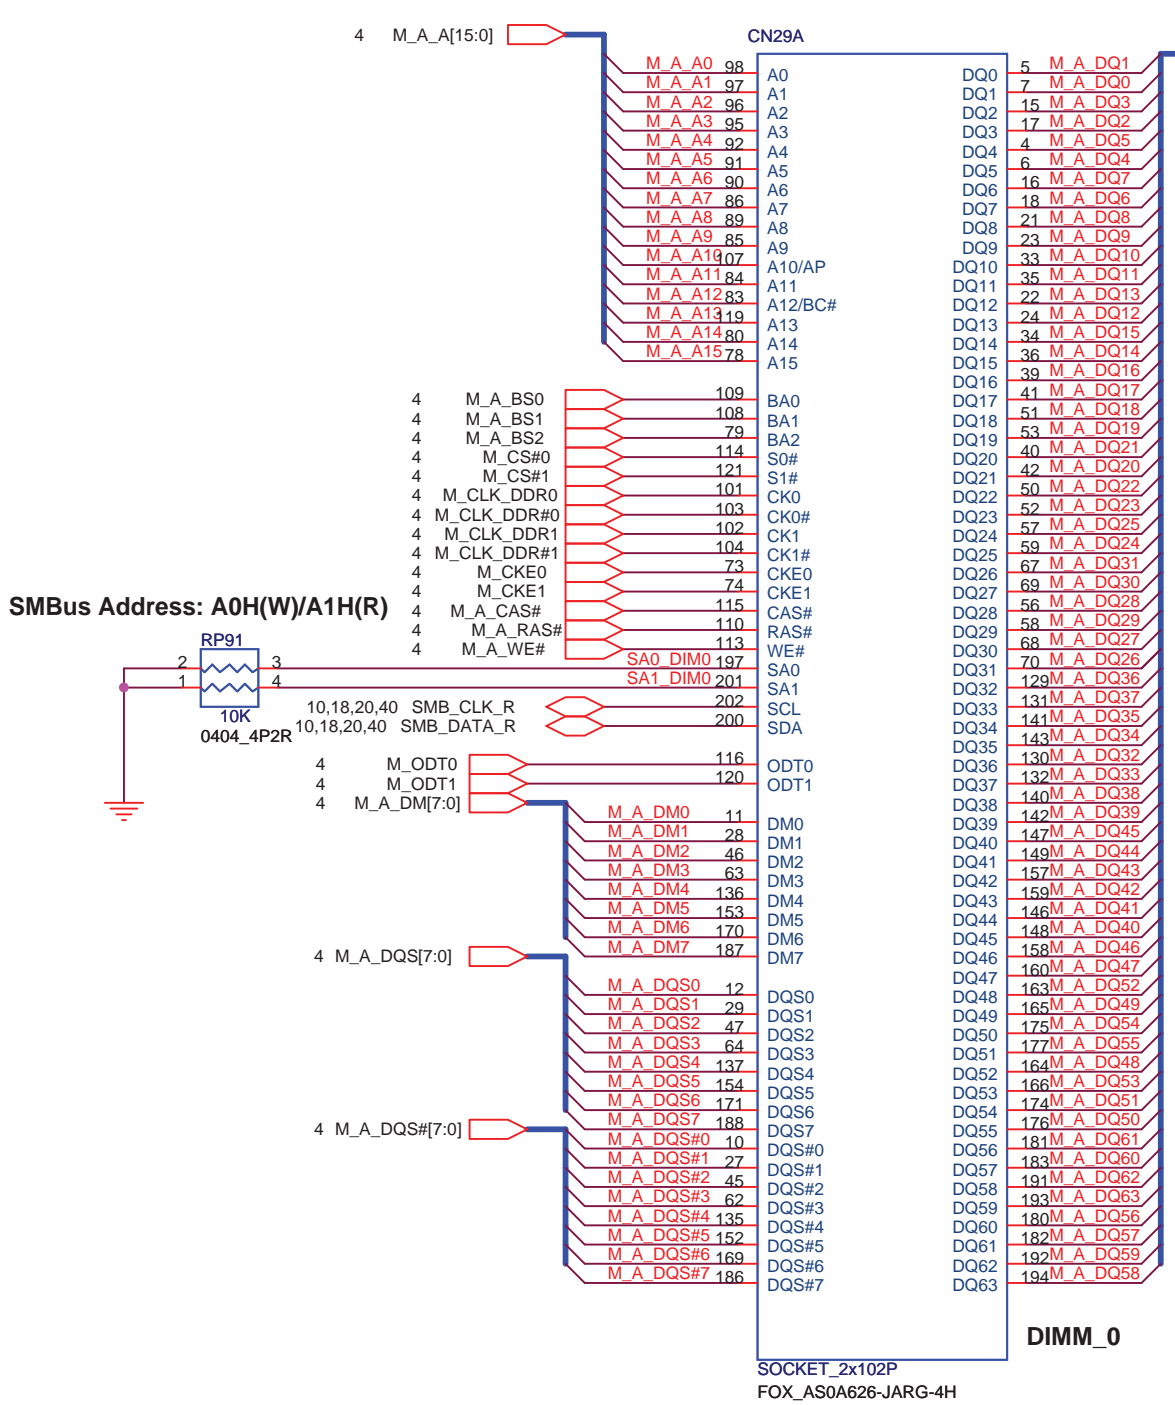 4 M_A_A[15:0]
CN29A
M_A_A0 98 A0 DQ0 5 M_A_DQ1
M_A_A1 97 A1 DQ1 7 M_A_DQ0
M_A_A2 96 A2 DQ2 15 M_A_DQ3
M_A_A3 95 A3 DQ3 17 M_A_DQ2
M_A_A4 92 A4 DQ4 4 M_A_DQ5
M_A_A5 91 A5 DQ5 6 M_A_DQ4
M_A_A6 90 A6 DQ6 16 M_A_DQ7
M_A_A7 86 A7 DQ7 18 M_A_DQ6
M_A_A8 89 A8 DQ8 21 M_A_DQ8
M_A_A9 85 A9 DQ9 23 M_A_DQ9
M_A_A10 107 A10/AP DQ10 33 M_A_DQ10
M_A_A11 84 A11 DQ11 35 M_A_DQ11
M_A_A12 83 A12/BC# DQ12 22 M_A_DQ13
M_A_A13 119 A13 DQ13 24 M_A_DQ12
M_A_A14 80 A14 DQ14 34 M_A_DQ15
M_A_A15 78 A15 DQ15 36 M_A_DQ14
DQ16 39 M_A_DQ16
4 M_A_BS0 109 BA0 DQ17 41 M_A_DQ17
4 M_A_BS1 108 BA1 DQ18 51 M_A_DQ18
4 M_A_BS2 79 BA2 DQ19 53 M_A_DQ19
4 M_CS#0 114 S0# DQ20 40 M_A_DQ21
4 M_CS#1 121 S1# DQ21 42 M_A_DQ20
4 M_CLK_DDR0 101 CK0 DQ22 50 M_A_DQ22
4 M_CLK_DDR#0 103 CK0# DQ23 52 M_A_DQ23
4 M_CLK_DDR1 102 CK1 DQ24 57 M_A_DQ25
4 M_CLK_DDR#1 104 CK1# DQ25 59 M_A_DQ24
4 M_CKE0 73 CKE0 DQ26 67 M_A_DQ31
4 M_CKE1 74 CKE1 DQ27 69 M_A_DQ30
4 M_A_CAS# 115 CAS# DQ28 56 M_A_DQ28
4 M_A_RAS# 110 RAS# DQ29 58 M_A_DQ29
4 M_A_WE# 113 WE# DQ30 68 M_A_DQ27
SMBus Address: A0H(W)/A1H(R)
RP91
2 3 SA0_DIM0 197 SA0 DQ31 70 M_A_DQ26
1 4 SA1_DIM0 201 SA1 DQ32 129 M_A_DQ36
10K
0404_4P2R
10,18,20,40 SMB_CLK_R 202 SCL DQ33 131 M_A_DQ37
10,18,20,40 SMB_DATA_R 200 SDA DQ34 141 M_A_DQ35
DQ35 143 M_A_DQ34
4 M_ODT0 116 ODT0 DQ36 130 M_A_DQ32
4 M_ODT1 120 ODT1 DQ37 132 M_A_DQ33
4 M_A_DM[7:0] DQ38 140 M_A_DQ38
M_A_DM0 11 DM0 DQ39 142 M_A_DQ39
M_A_DM1 28 DM1 DQ40 147 M_A_DQ45
M_A_DM2 46 DM2 DQ41 149 M_A_DQ44
M_A_DM3 63 DM3 DQ42 157 M_A_DQ43
M_A_DM4 136 DM4 DQ43 159 M_A_DQ42
M_A_DM5 153 DM5 DQ44 146 M_A_DQ41
M_A_DM6 170 DM6 DQ45 148 M_A_DQ40
M_A_DM7 187 DM7 DQ46 158 M_A_DQ46
4 M_A_DQS[7:0] DQ47 160 M_A_DQ47
M_A_DQS0 12 DQS0 DQ48 163 M_A_DQ52
M_A_DQS1 29 DQS1 DQ49 165 M_A_DQ49
M_A_DQS2 47 DQS2 DQ50 175 M_A_DQ54
M_A_DQS3 64 DQS3 DQ51 177 M_A_DQ55
M_A_DQS4 137 DQS4 DQ52 164 M_A_DQ48
M_A_DQS5 154 DQS5 DQ53 166 M_A_DQ53
M_A_DQS6 171 DQS6 DQ54 174 M_A_DQ51
M_A_DQS7 188 DQS7 DQ55 176 M_A_DQ50
4 M_A_DQS#[7:0]
M_A_DQS#0 10 DQS#0 DQ56 181 M_A_DQ61
M_A_DQS#1 27 DQS#1 DQ57 183 M_A_DQ60
M_A_DQS#2 45 DQS#2 DQ58 191 M_A_DQ62
M_A_DQS#3 62 DQS#3 DQ59 193 M_A_DQ63
M_A_DQS#4 135 DQS#4 DQ60 180 M_A_DQ56
M_A_DQS#5 152 DQS#5 DQ61 182 M_A_DQ57
M_A_DQS#6 169 DQS#6 DQ62 192 M_A_DQ59
M_A_DQS#7 186 DQS#7 DQ63 194 M_A_DQ58
DIMM_0
SOCKET_2x102P
FOX_AS0A626-JARG-4H